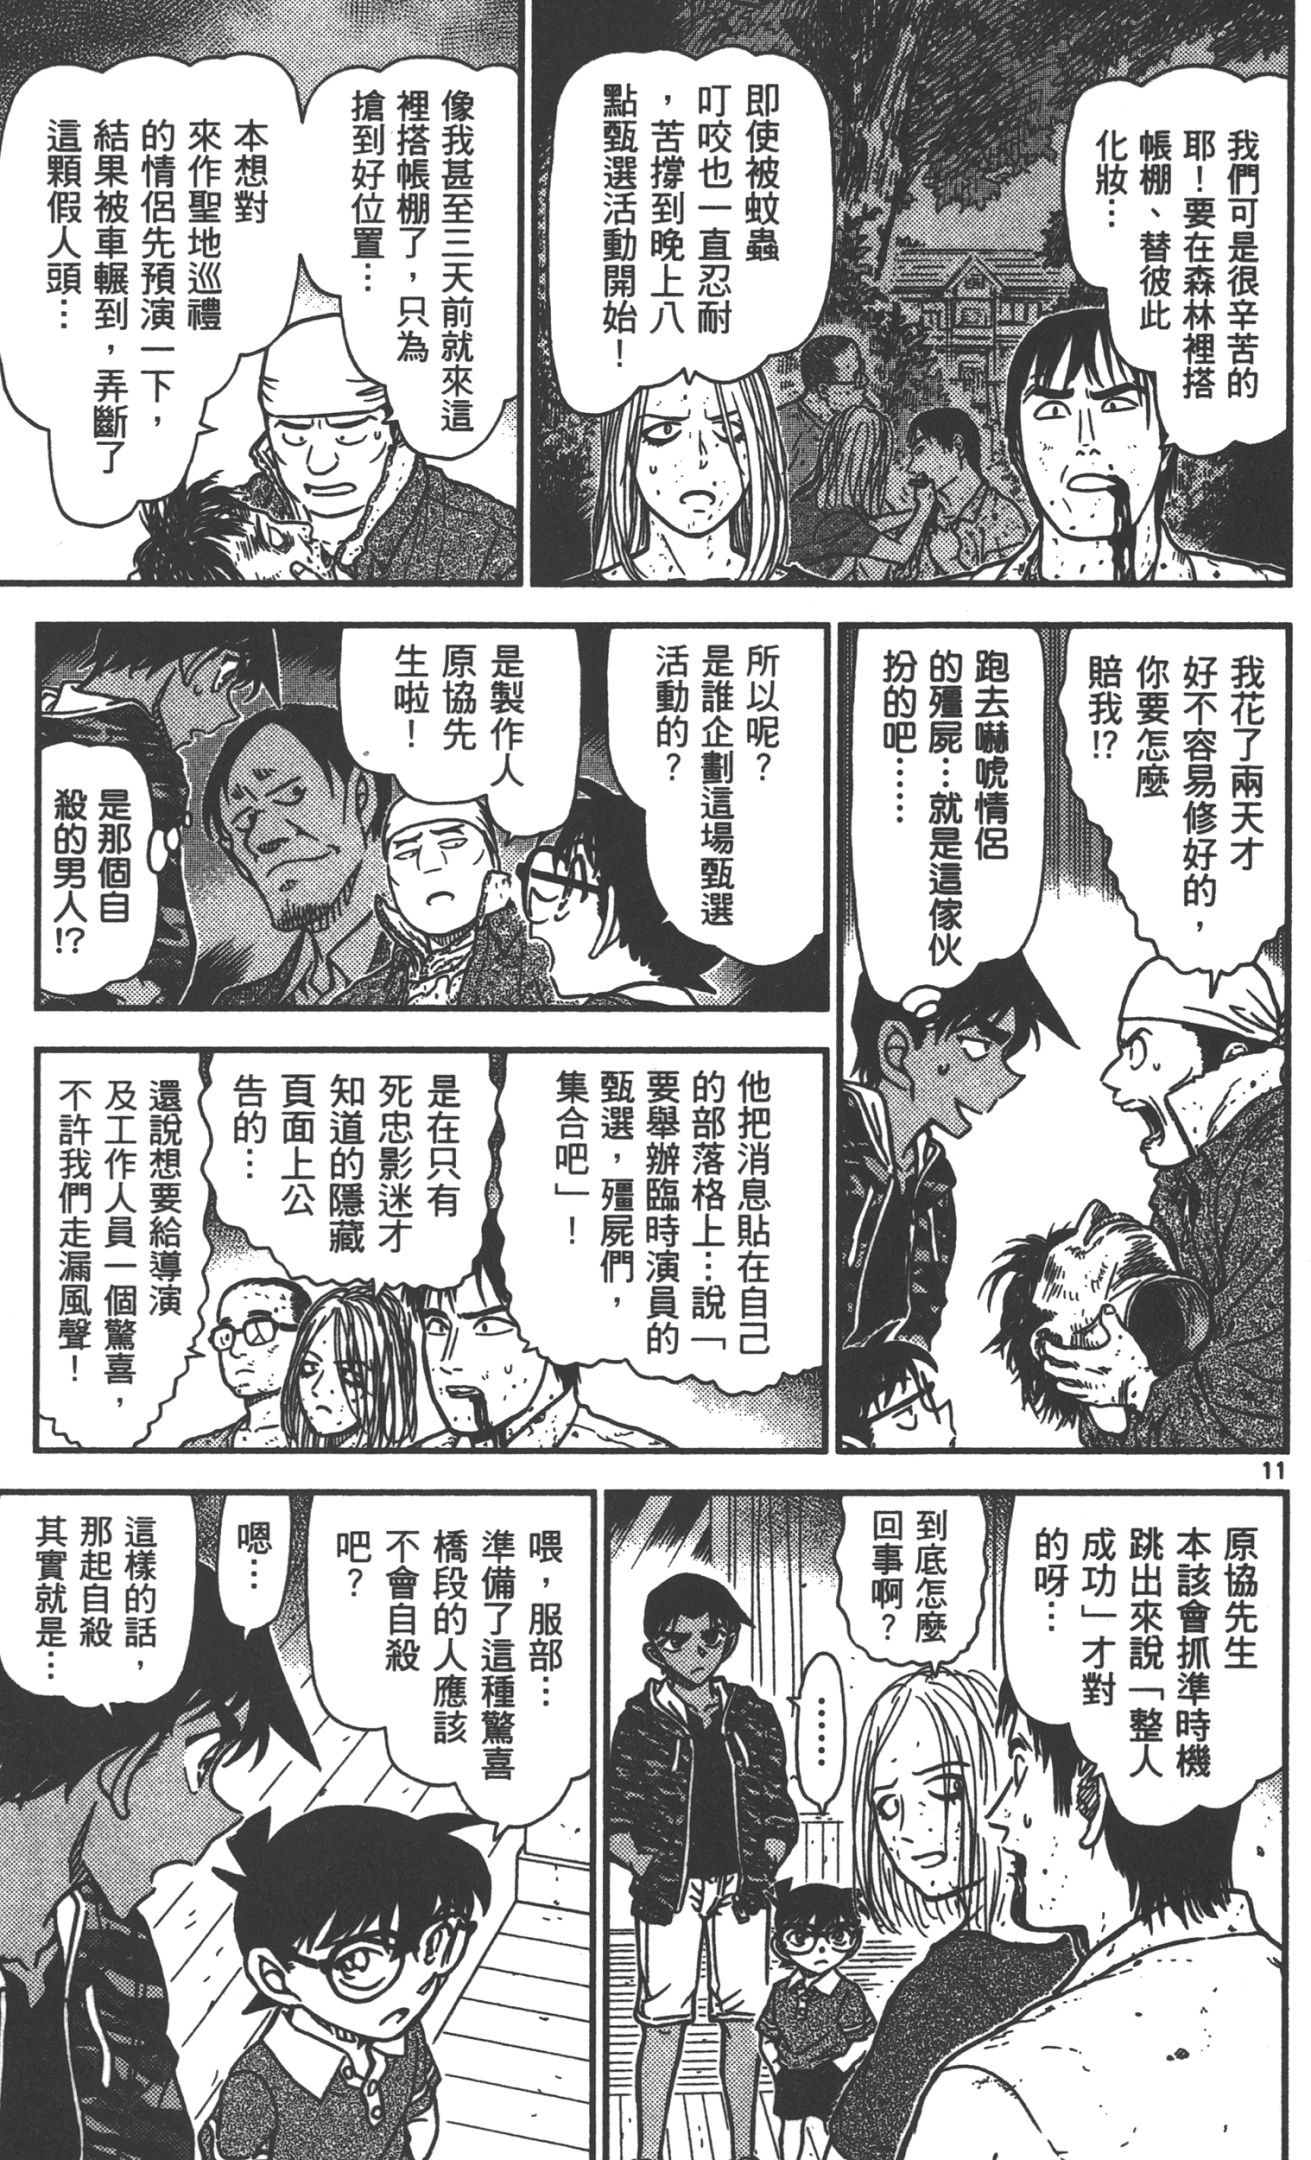 我們可是很辛苦的
耶！要在森林裡搭
帳棚、替彼此
化妝…
即使被蚊蟲
叮咬也一直忍耐
，苦撐到晚上八
點甄選活動開始！
像我甚至三天前就來這
裡搭帳棚了，只為
搶到好位置…
本想對
來作聖地巡禮
的情侶先預演一下，
結果被車輾到，弄斷了
這顆假人頭…
我花了兩天才
好不容易修好的，
你要怎麼
賠我!?
跑去嚇唬情侶
的殭屍…就是這傢伙
扮的吧……
所以呢？
是誰企劃這場甄選
活動的？
是製作人
原協先
生啦！
是那個自
殺的男人!?
他把消息貼在自己
的部落格上…說「
要舉辦臨時演員的
甄選，殭屍們，
集合吧」！
是在只有
死忠影迷才
知道的隱藏
頁面上公
告的…
還說想要給導演
及工作人員一個驚喜，
不許我們走漏風聲！
11
原協先生
本該會抓準時機
跳出來說「整人
成功」才對
的呀…
到底怎麼
回事啊？
……
喂，服部…
準備了這種驚喜
橋段的人應該
不會自殺
吧？
嗯…
這樣的話，
那起自殺
其實就是…